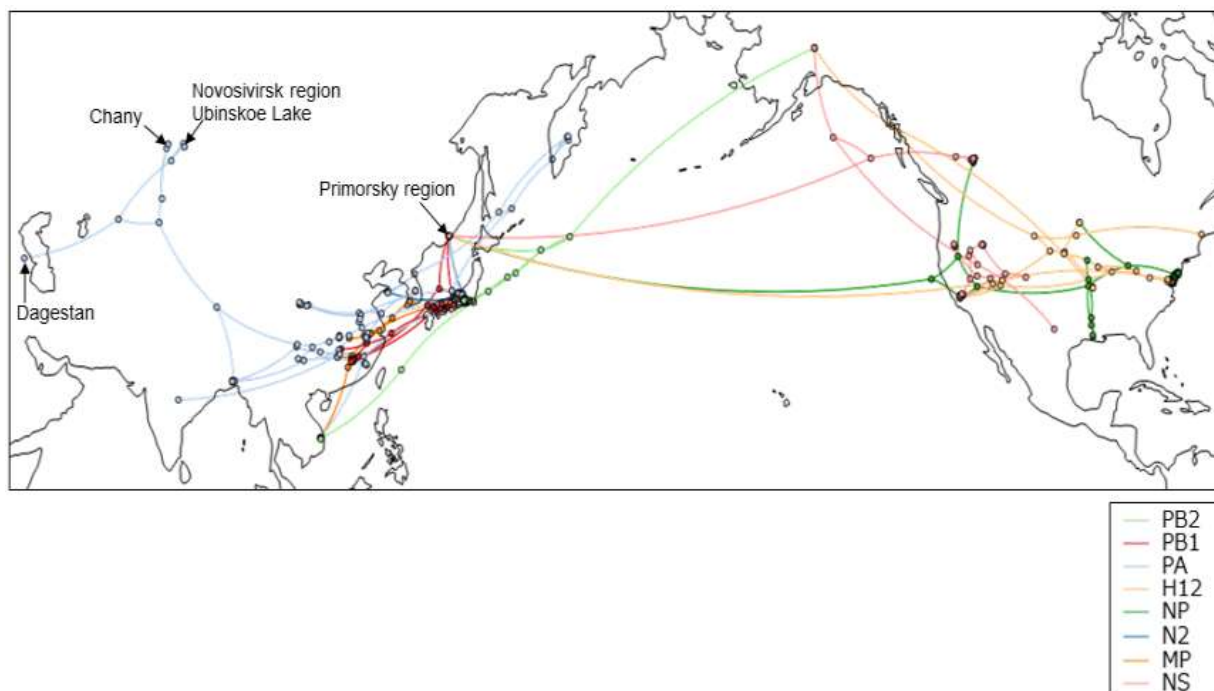 Novosivirsk region
Ubinskoe Lake
Chany
Primorsky region
Dagestan
PB2
PB1
PA
H12
NP
N2
MP
NS